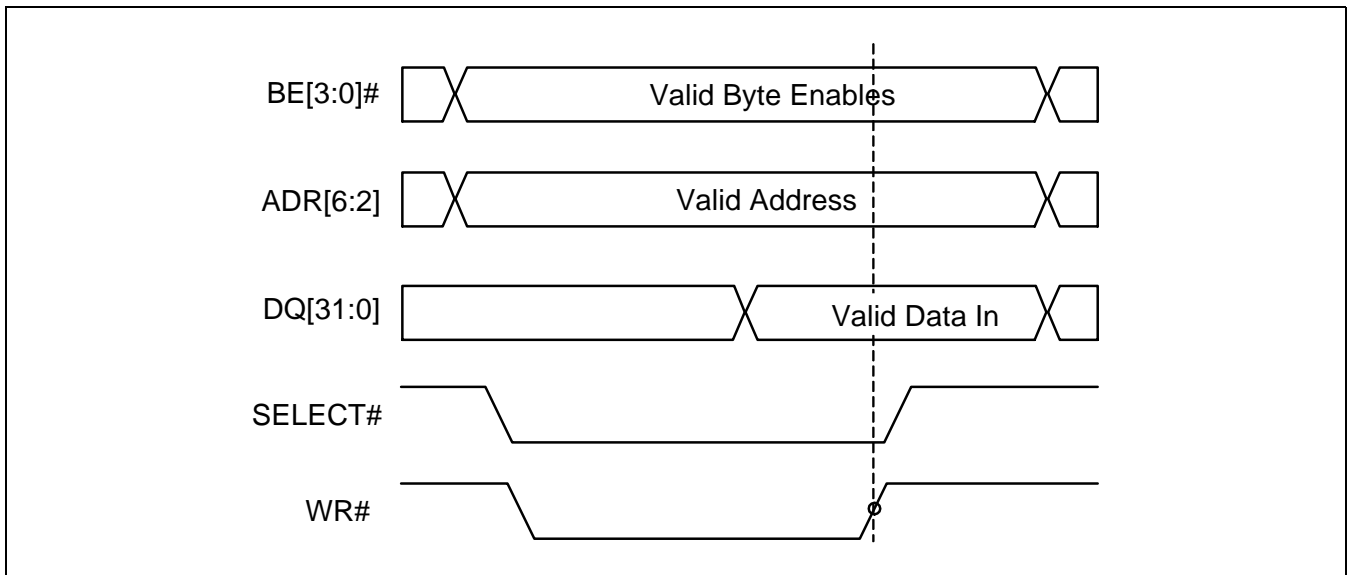 BE[3:0]# Valid Byte Enables
ADR[6:2] Valid Address
DQ[31:0] Valid Data In
SELECT#
WR#